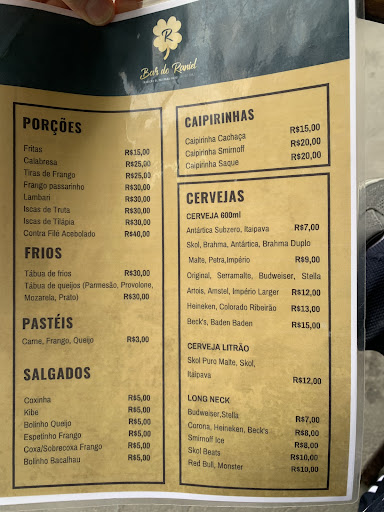 R
Bar do Raniel
PORÇÕES
Fritas R$15,00
Calabresa R$25,00
Tiras de Frango R$25,00
Frango passarinho R$30,00
Lambari R$30,00
Iscas de Truta R$30,00
Iscas de Tilápia R$30,00
Contra Filé Acebolado R$40,00
FRIOS
Tábua de frios R$30,00
Tábua de queijos (Parmesão, Provolone,
Mozarela, Prato) R$30,00
PASTÉIS
Carne, Frango, Queijo R$3,00
SALGADOS
Coxinha R$5,00
Kibe R$5,00
Bolinho Queijo R$5,00
Espetinho Frango R$5,00
Coxa/Sobrecoxa Frango R$5,00
Bolinho Bacalhau R$5,00
CAIPIRINHAS
Caipirinha Cachaça R$15,00
Caipirinha Smirnoff R$20,00
Caipirinha Saque R$20,00
CERVEJAS
CERVEJA 600ml
Antártica Subzero, Itaipava R$7,00
Skol, Brahma, Antártica, Brahma Duplo
Malte, Petra,Império R$9,00
Original, Serramalte, Budweiser, Stella
Artois, Amstel, Império Larger R$12,00
Heineken, Colorado Ribeirão R$13,00
Beck's, Baden Baden R$15,00
CERVEJA LITRÃO
Skol Puro Malte, Skol,
Itaipava R$12,00
LONG NECK
Budweiser,Stella R$7,00
Corona, Heineken, Beck's R$8,00
Smirnoff Ice R$8,00
Skol Beats R$10,00
Red Bull, Monster R$10,00